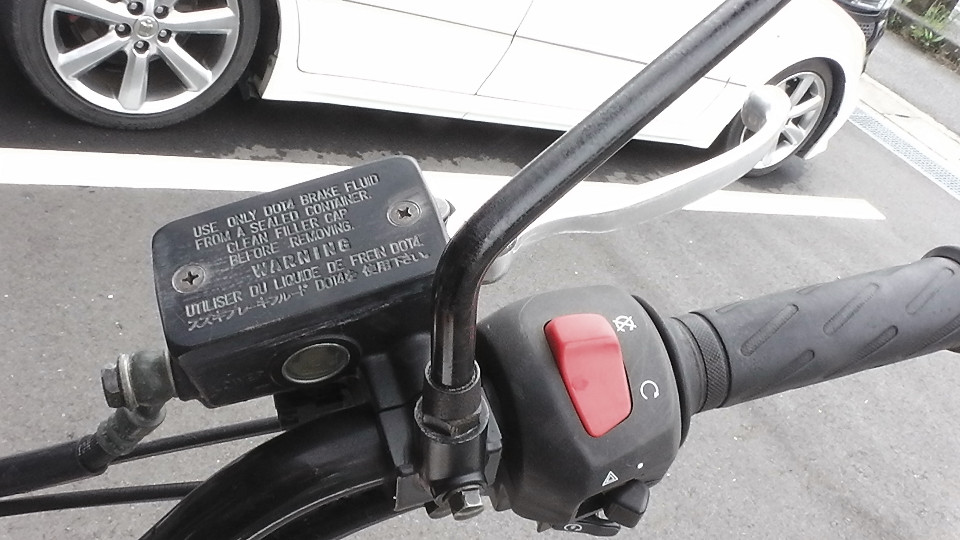 USE ONLY DOT4 BRAKE FLUID
FROM A SEALED CONTAINER.
CLEAN FILLER CAP
BEFORE REMOVING.
WARNING
UTILISER DU LIQUIDE DE FREIN DOT4.
スズキブレーキフルード DOT4を使用下さい